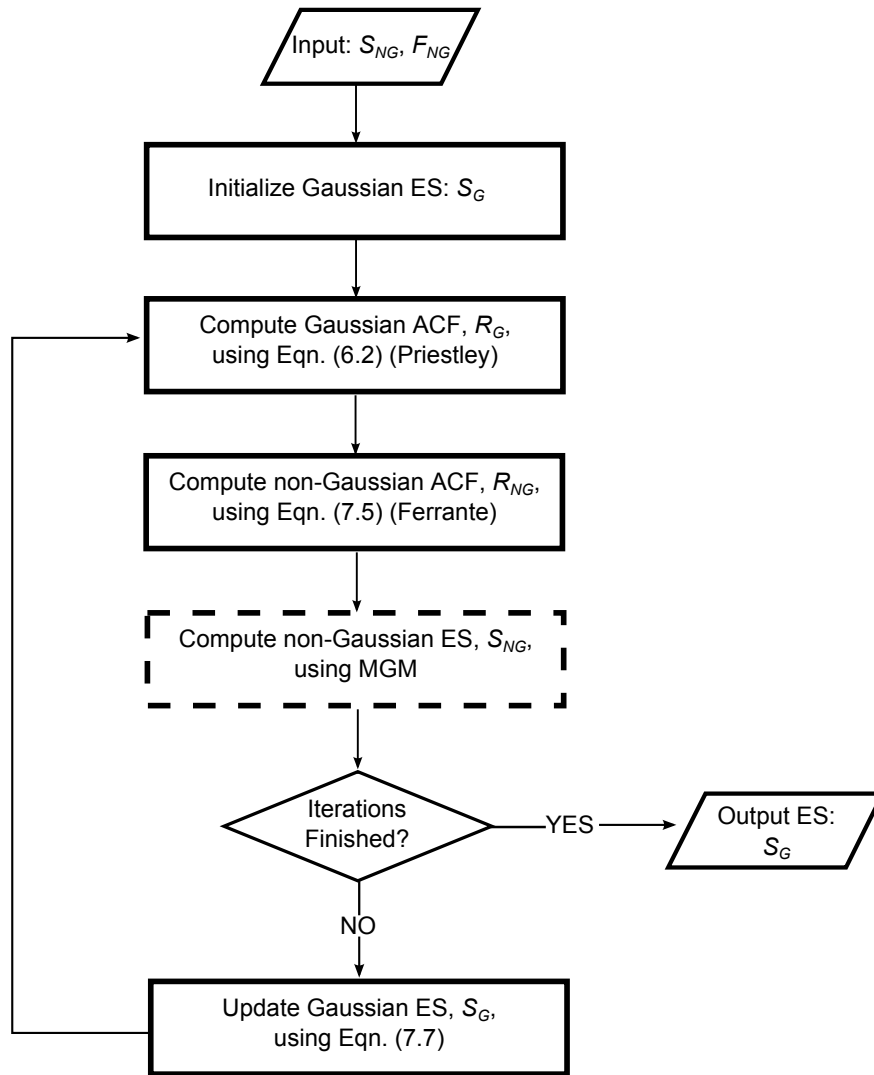 Input: S_NG, F_NG
Initialize Gaussian ES: S_G
Compute Gaussian ACF, R_G,
using Eqn. (6.2) (Priestley)
Compute non-Gaussian ACF, R_NG,
using Eqn. (7.5) (Ferrante)
Compute non-Gaussian ES, S_NG,
using MGM
Iterations
Finished?
YES
Output ES:
S_G
NO
Update Gaussian ES, S_G,
using Eqn. (7.7)